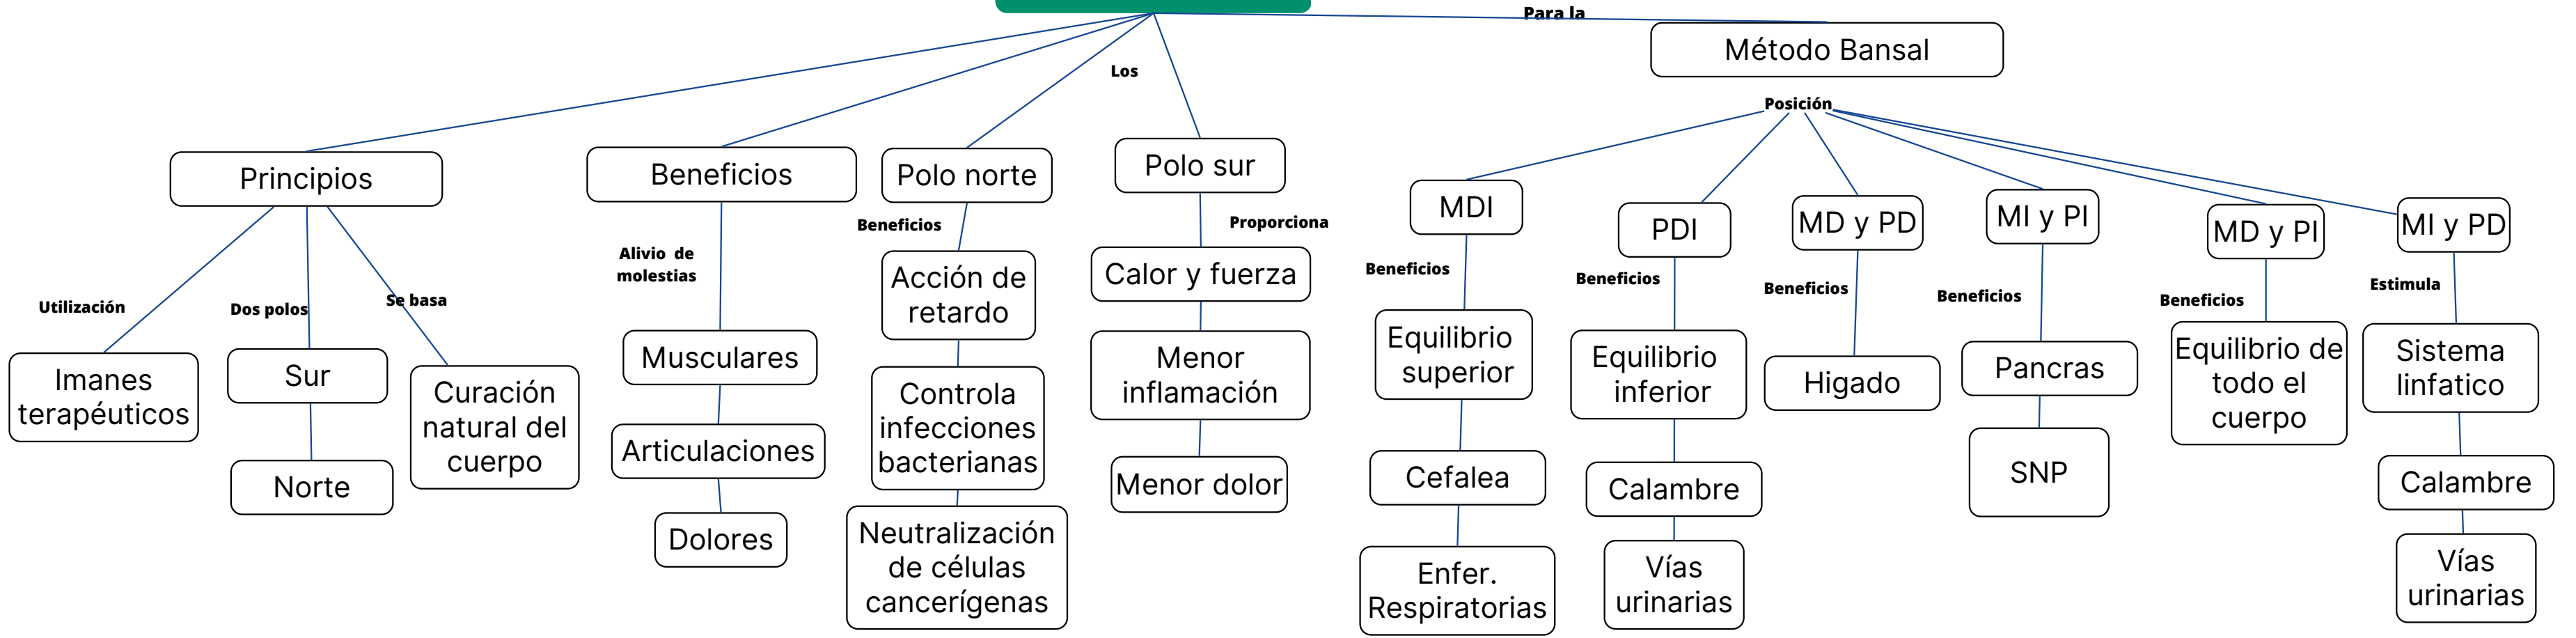 Para la
Método Bansal
Los
Posición
Principios
Beneficios
Polo norte
Polo sur
MDI
PDI
MD y PD
MI y PI
MD y PI
MI y PD
Utilización
Dos polos
Se basa
Alivio de
molestias
Beneficios
Proporciona
Beneficios
Beneficios
Beneficios
Beneficios
Beneficios
Estimula
Imanes
terapéuticos
Sur
Norte
Curación
natural del
cuerpo
Musculares
Articulaciones
Dolores
Acción de
retardo
Controla
infecciones
bacterianas
Neutralización
de células
cancerígenas
Calor y fuerza
Menor
inflamación
Menor dolor
Equilibrio
superior
Cefalea
Enfer.
Respiratorias
Equilibrio
inferior
Calambre
Vías
urinarias
Higado
Pancras
SNP
Equilibrio de
todo el
cuerpo
Sistema
linfatico
Calambre
Vías
urinarias